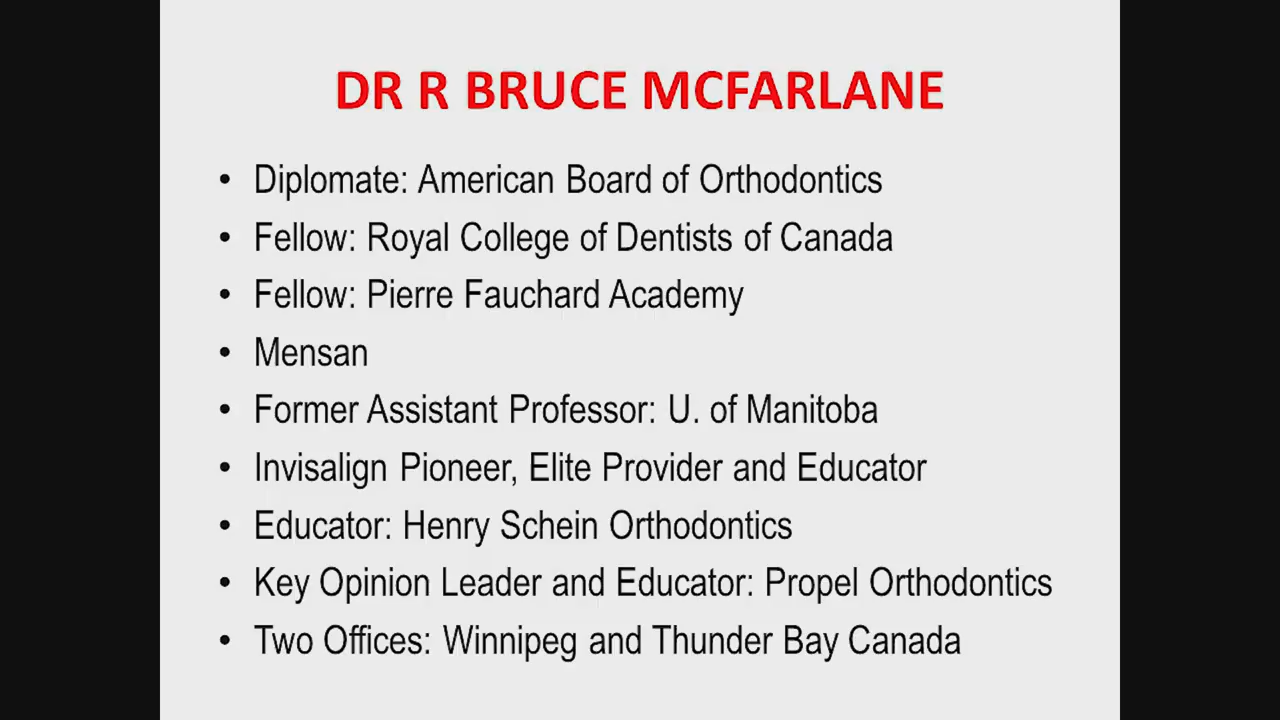 DR R BRUCE MCFARLANE
• Diplomate: American Board of Orthodontics
• Fellow: Royal College of Dentists of Canada
• Fellow: Pierre Fauchard Academy
• Mensan
• Former Assistant Professor: U. of Manitoba
• Invisalign Pioneer, Elite Provider and Educator
• Educator: Henry Schein Orthodontics
• Key Opinion Leader and Educator: Propel Orthodontics
• Two Offices: Winnipeg and Thunder Bay Canada